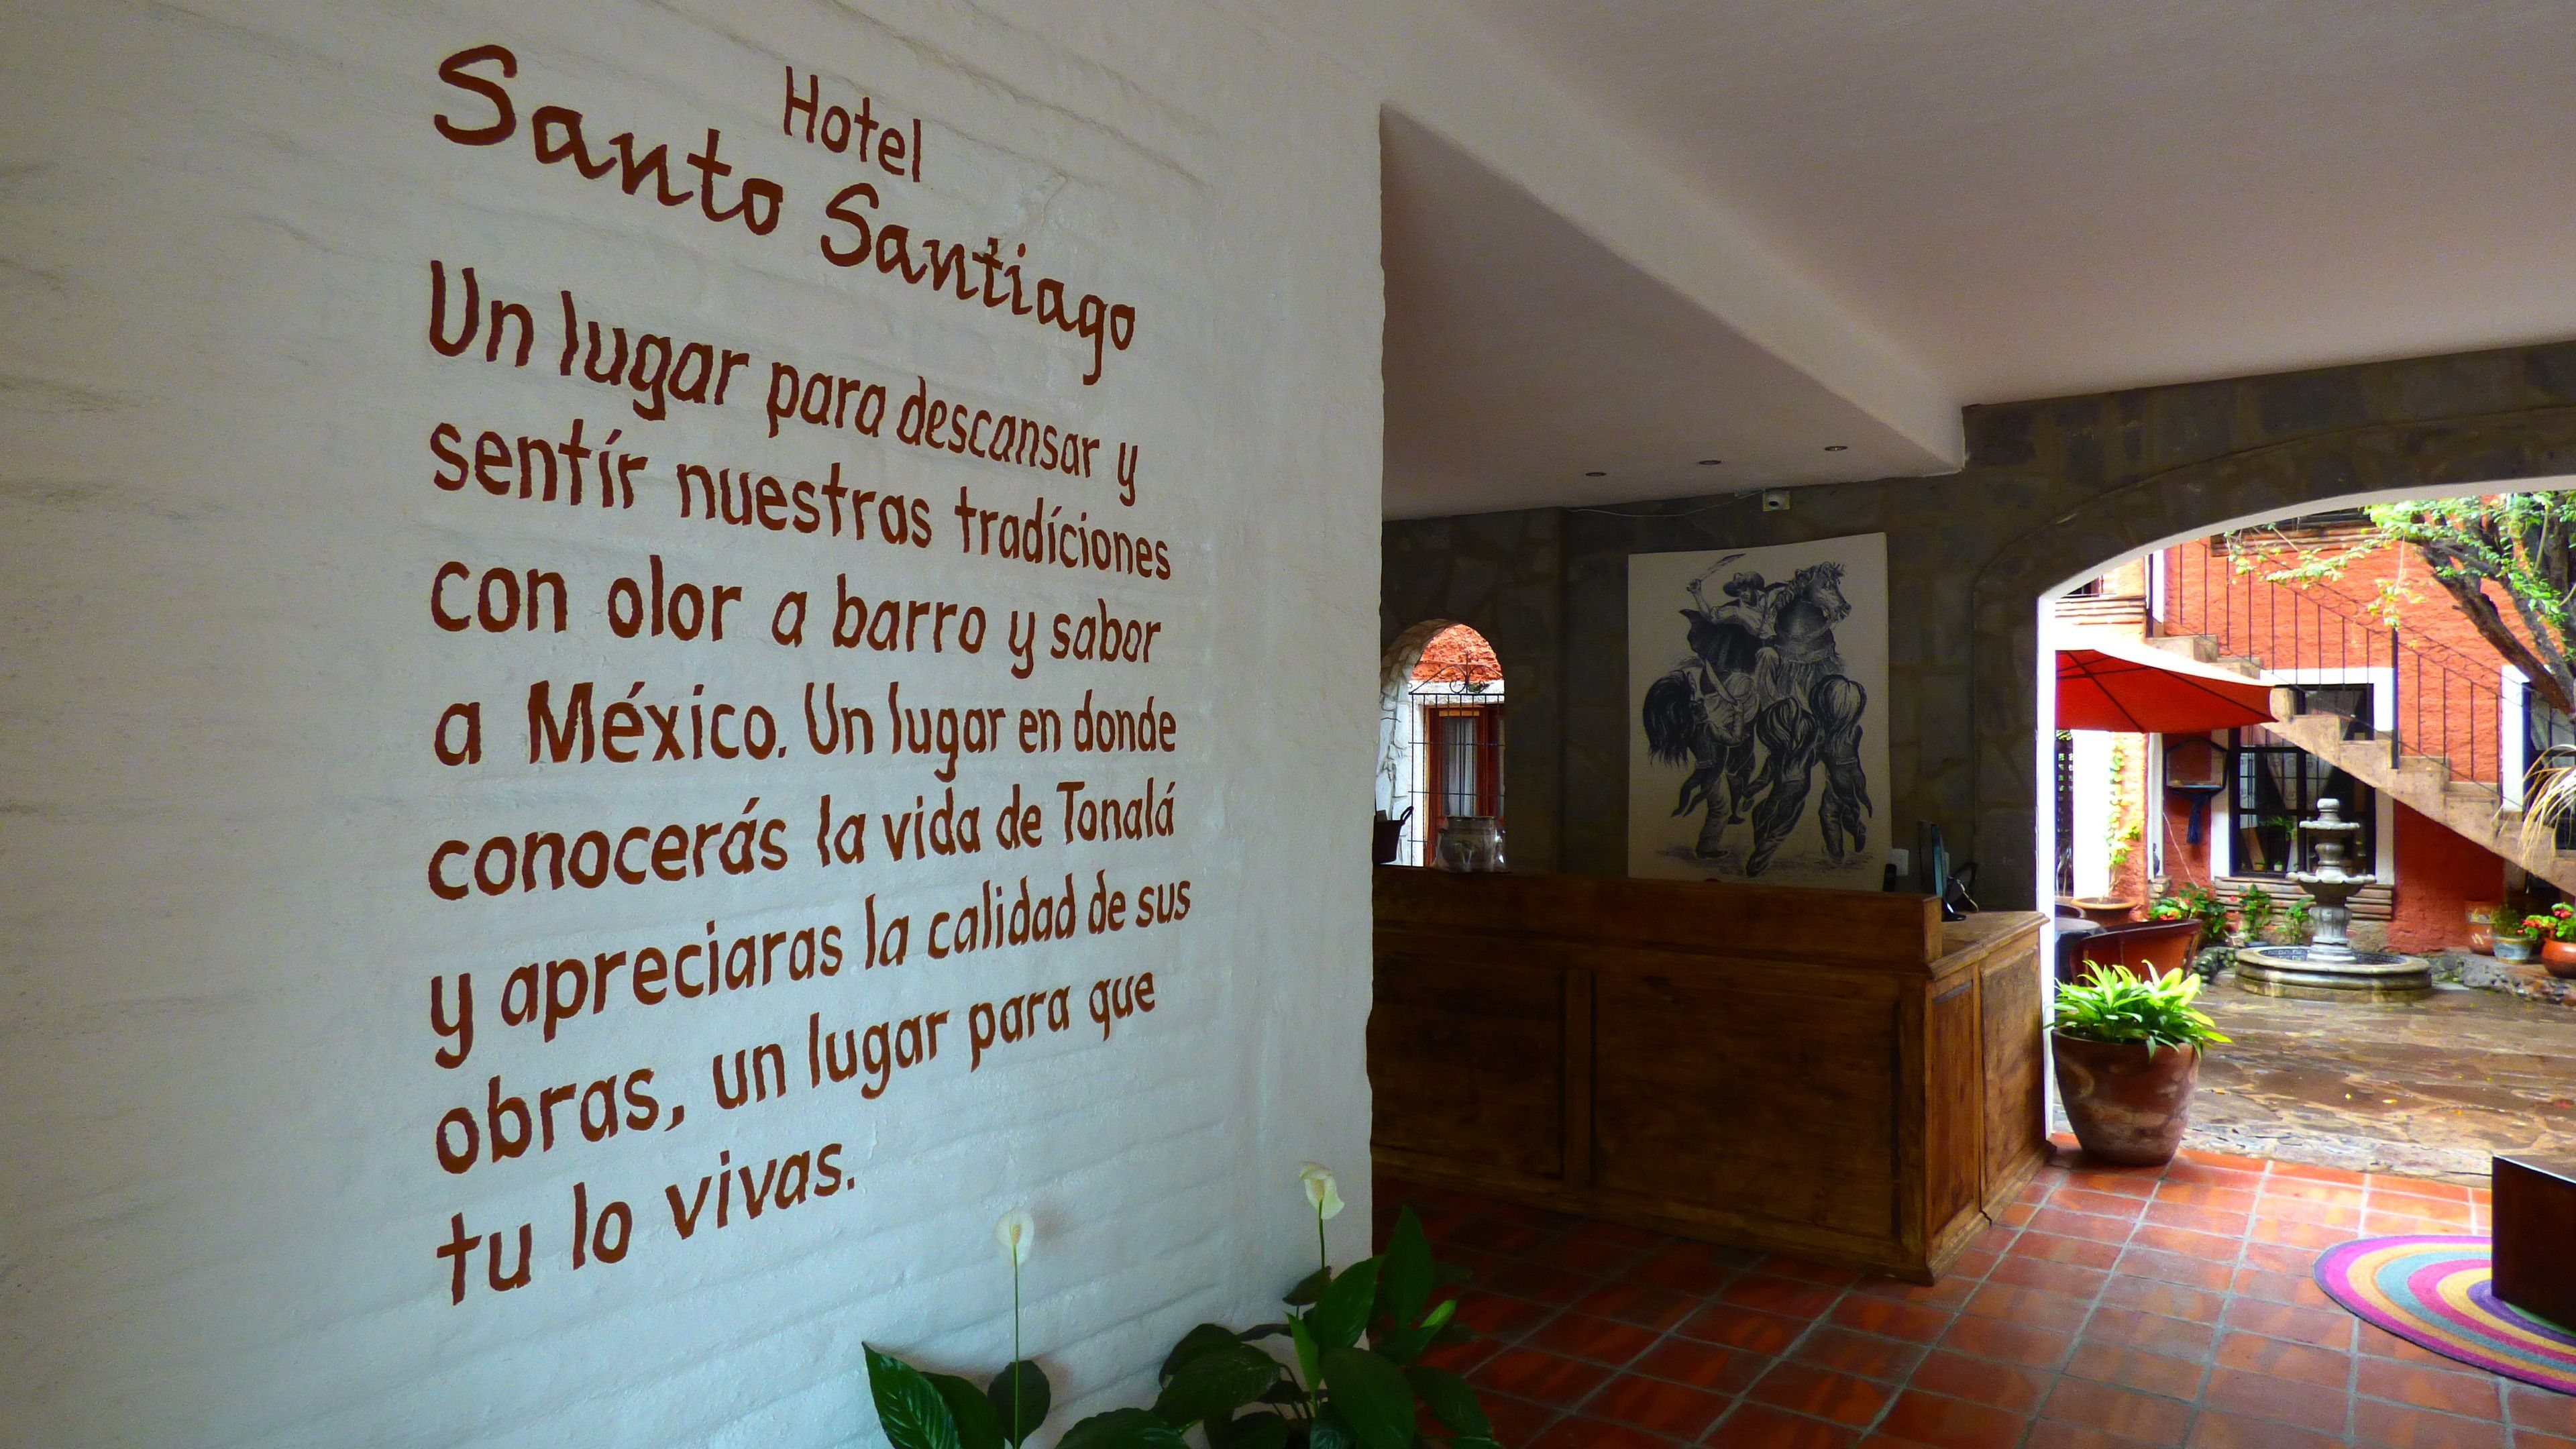 Hotel
Santo Santiago
Un lugar para descansar y
sentír nuestras tradíciones
con olor a barro y sabor
a México. Un lugar en donde
conocerás la vida de Tonalá
y apreciaras la calidad de sus
obras, un lugar para que
tu lo vivas.